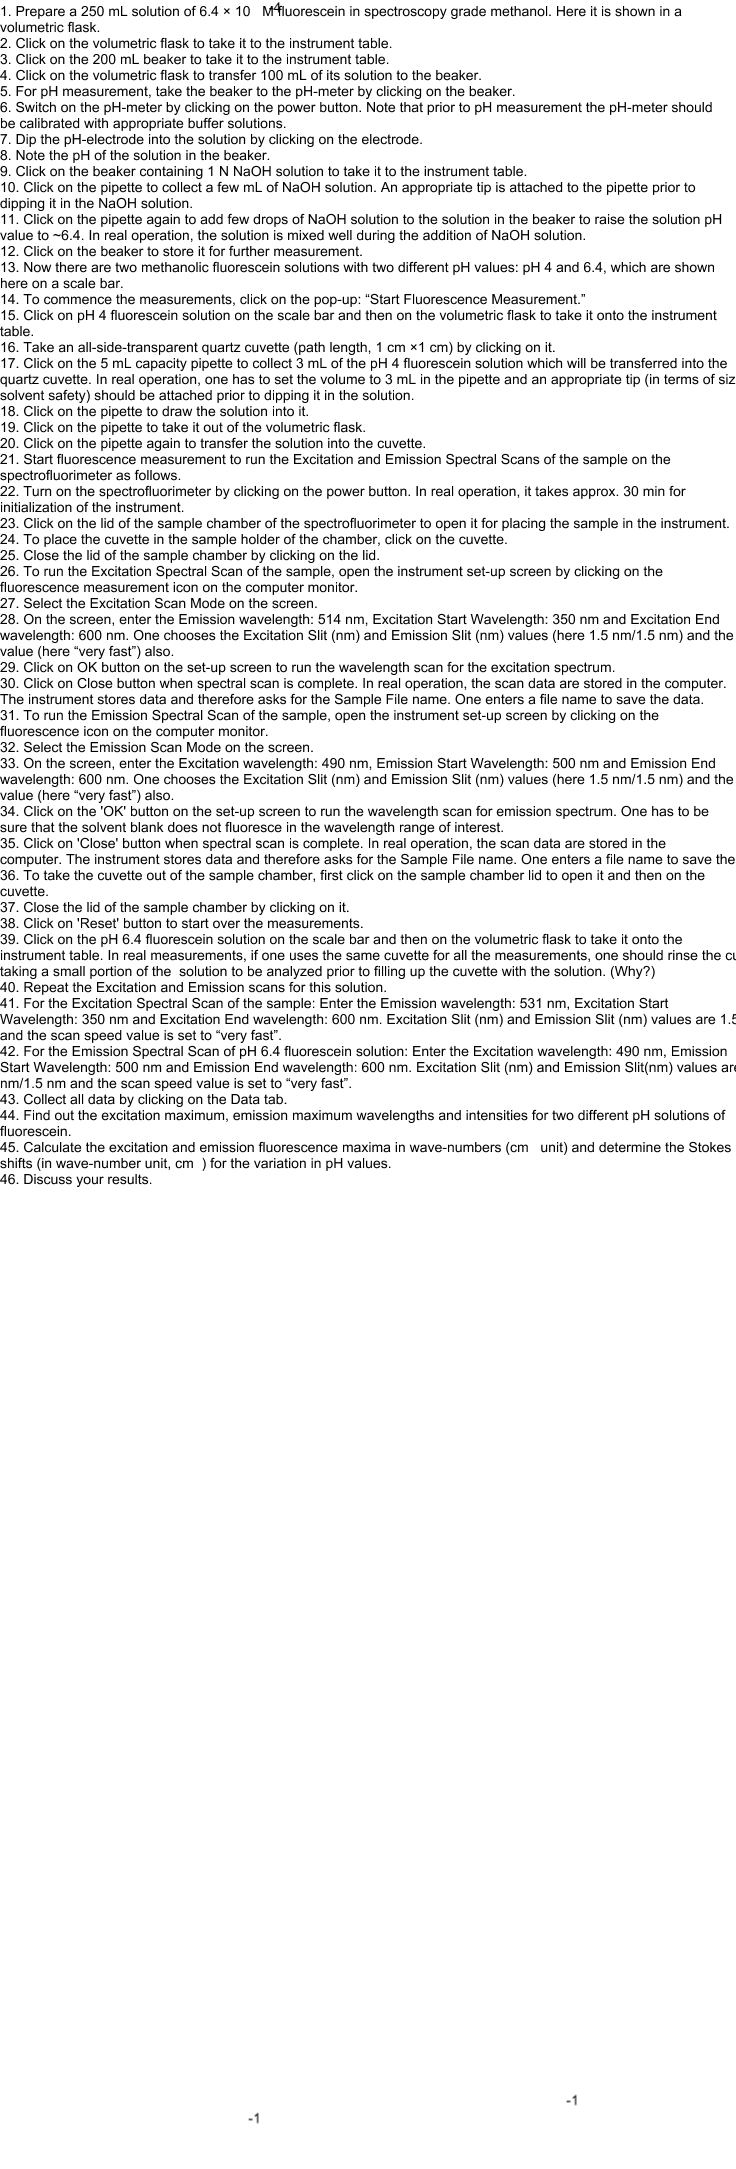 1. Prepare a 250 mL solution of 6.4 × 10 -4 M fluorescein in spectroscopy grade methanol. Here it is shown in a
volumetric flask.
2. Click on the volumetric flask to take it to the instrument table.
3. Click on the 200 mL beaker to take it to the instrument table.
4. Click on the volumetric flask to transfer 100 mL of its solution to the beaker.
5. For pH measurement, take the beaker to the pH-meter by clicking on the beaker.
6. Switch on the pH-meter by clicking on the power button. Note that prior to pH measurement the pH-meter should
be calibrated with appropriate buffer solutions.
7. Dip the pH-electrode into the solution by clicking on the electrode.
8. Note the pH of the solution in the beaker.
9. Click on the beaker containing 1 N NaOH solution to take it to the instrument table.
10. Click on the pipette to collect a few mL of NaOH solution. An appropriate tip is attached to the pipette prior to
dipping it in the NaOH solution.
11. Click on the pipette again to add few drops of NaOH solution to the solution in the beaker to raise the solution pH
value to ~6.4. In real operation, the solution is mixed well during the addition of NaOH solution.
12. Click on the beaker to store it for further measurement.
13. Now there are two methanolic fluorescein solutions with two different pH values: pH 4 and 6.4, which are shown
here on a scale bar.
14. To commence the measurements, click on the pop-up: “Start Fluorescence Measurement.”
15. Click on pH 4 fluorescein solution on the scale bar and then on the volumetric flask to take it onto the instrument
table.
16. Take an all-side-transparent quartz cuvette (path length, 1 cm ×1 cm) by clicking on it.
17. Click on the 5 mL capacity pipette to collect 3 mL of the pH 4 fluorescein solution which will be transferred into the
quartz cuvette. In real operation, one has to set the volume to 3 mL in the pipette and an appropriate tip (in terms of siz
solvent safety) should be attached prior to dipping it in the solution.
18. Click on the pipette to draw the solution into it.
19. Click on the pipette to take it out of the volumetric flask.
20. Click on the pipette again to transfer the solution into the cuvette.
21. Start fluorescence measurement to run the Excitation and Emission Spectral Scans of the sample on the
spectrofluorimeter as follows.
22. Turn on the spectrofluorimeter by clicking on the power button. In real operation, it takes approx. 30 min for
initialization of the instrument.
23. Click on the lid of the sample chamber of the spectrofluorimeter to open it for placing the sample in the instrument.
24. To place the cuvette in the sample holder of the chamber, click on the cuvette.
25. Close the lid of the sample chamber by clicking on the lid.
26. To run the Excitation Spectral Scan of the sample, open the instrument set-up screen by clicking on the
fluorescence measurement icon on the computer monitor.
27. Select the Excitation Scan Mode on the screen.
28. On the screen, enter the Emission wavelength: 514 nm, Excitation Start Wavelength: 350 nm and Excitation End
wavelength: 600 nm. One chooses the Excitation Slit (nm) and Emission Slit (nm) values (here 1.5 nm/1.5 nm) and the
value (here “very fast”) also.
29. Click on OK button on the set-up screen to run the wavelength scan for the excitation spectrum.
30. Click on Close button when spectral scan is complete. In real operation, the scan data are stored in the computer.
The instrument stores data and therefore asks for the Sample File name. One enters a file name to save the data.
31. To run the Emission Spectral Scan of the sample, open the instrument set-up screen by clicking on the
fluorescence icon on the computer monitor.
32. Select the Emission Scan Mode on the screen.
33. On the screen, enter the Excitation wavelength: 490 nm, Emission Start Wavelength: 500 nm and Emission End
wavelength: 600 nm. One chooses the Excitation Slit (nm) and Emission Slit (nm) values (here 1.5 nm/1.5 nm) and the
value (here “very fast”) also.
34. Click on the 'OK' button on the set-up screen to run the wavelength scan for emission spectrum. One has to be
sure that the solvent blank does not fluoresce in the wavelength range of interest.
35. Click on 'Close' button when spectral scan is complete. In real operation, the scan data are stored in the
computer. The instrument stores data and therefore asks for the Sample File name. One enters a file name to save the
36. To take the cuvette out of the sample chamber, first click on the sample chamber lid to open it and then on the
cuvette.
37. Close the lid of the sample chamber by clicking on it.
38. Click on 'Reset' button to start over the measurements.
39. Click on the pH 6.4 fluorescein solution on the scale bar and then on the volumetric flask to take it onto the
instrument table. In real measurements, if one uses the same cuvette for all the measurements, one should rinse the cu
taking a small portion of the solution to be analyzed prior to filling up the cuvette with the solution. (Why?)
40. Repeat the Excitation and Emission scans for this solution.
41. For the Excitation Spectral Scan of the sample: Enter the Emission wavelength: 531 nm, Excitation Start
Wavelength: 350 nm and Excitation End wavelength: 600 nm. Excitation Slit (nm) and Emission Slit (nm) values are 1.5
and the scan speed value is set to “very fast”.
42. For the Emission Spectral Scan of pH 6.4 fluorescein solution: Enter the Excitation wavelength: 490 nm, Emission
Start Wavelength: 500 nm and Emission End wavelength: 600 nm. Excitation Slit (nm) and Emission Slit(nm) values are
nm/1.5 nm and the scan speed value is set to “very fast”.
43. Collect all data by clicking on the Data tab.
44. Find out the excitation maximum, emission maximum wavelengths and intensities for two different pH solutions of
fluorescein.
45. Calculate the excitation and emission fluorescence maxima in wave-numbers (cm unit) and determine the Stokes
shifts (in wave-number unit, cm ) for the variation in pH values.
46. Discuss your results.
-1
-1